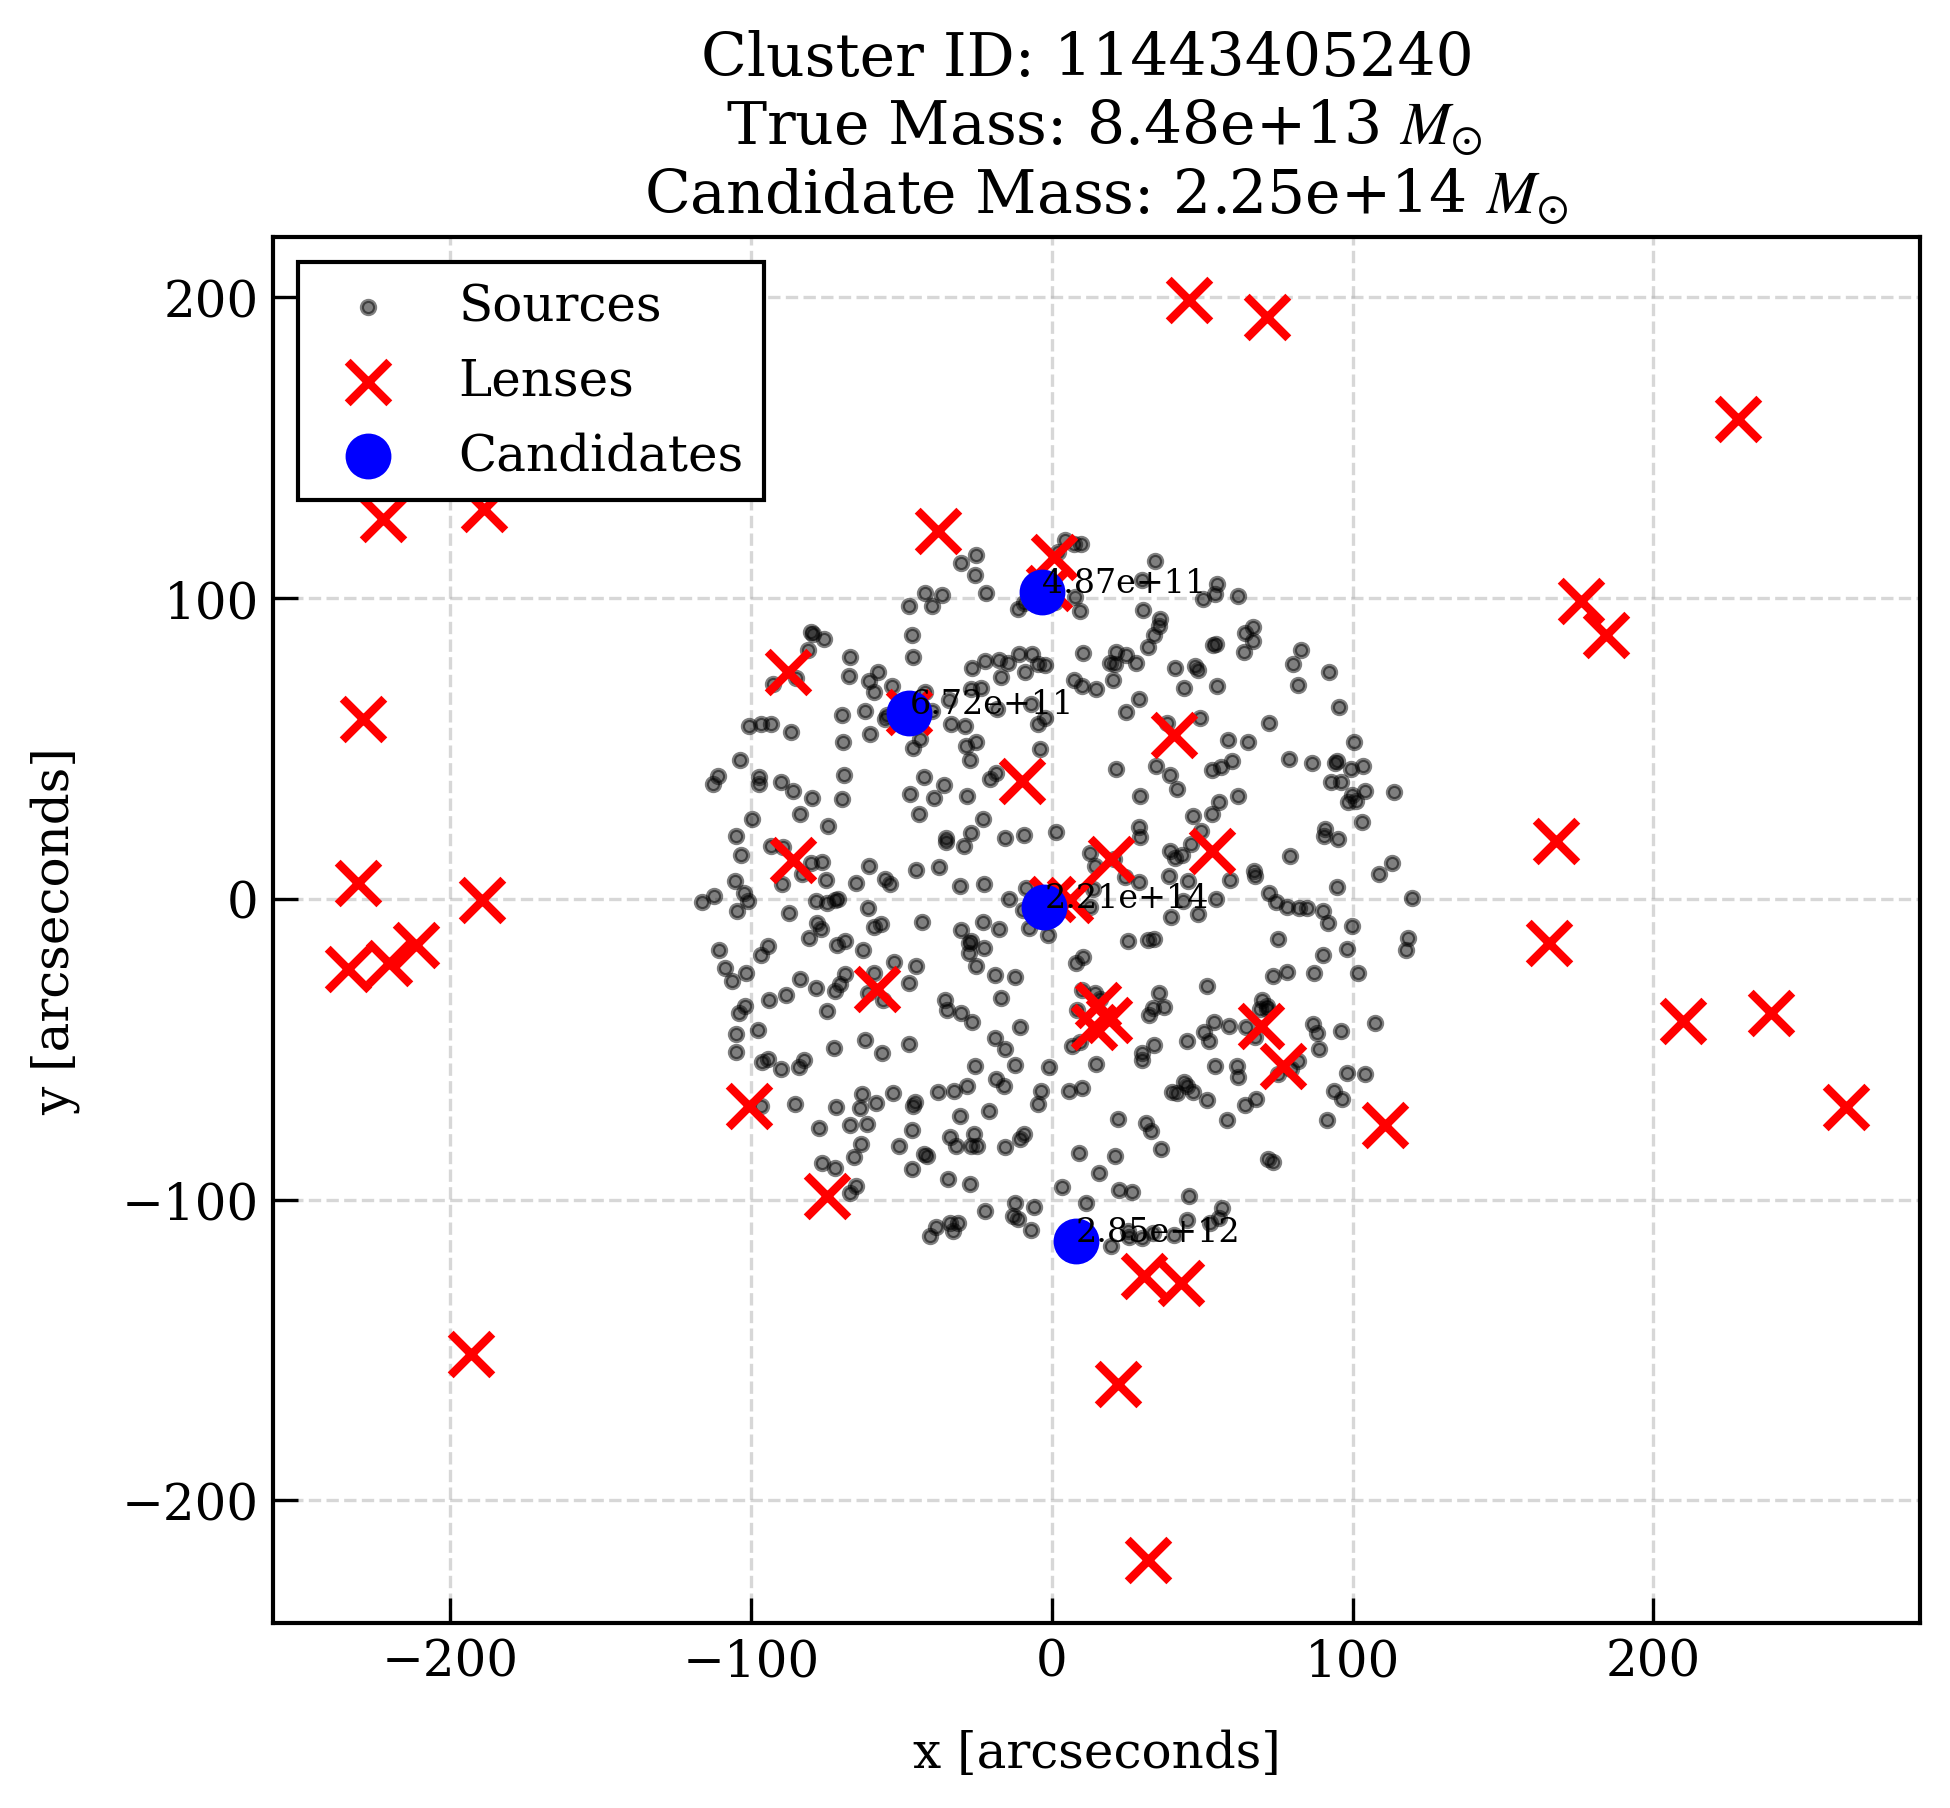 Cluster ID: 11443405240
True Mass: 8.48e+13 M⊙
Candidate Mass: 2.25e+14 M⊙
Sources
Lenses
Candidates
200
100
0
−100
−200
y [arcseconds]
4.87e+11
6.72e+11
2.21e+14
2.85e+12
−200
−100
0
100
200
x [arcseconds]